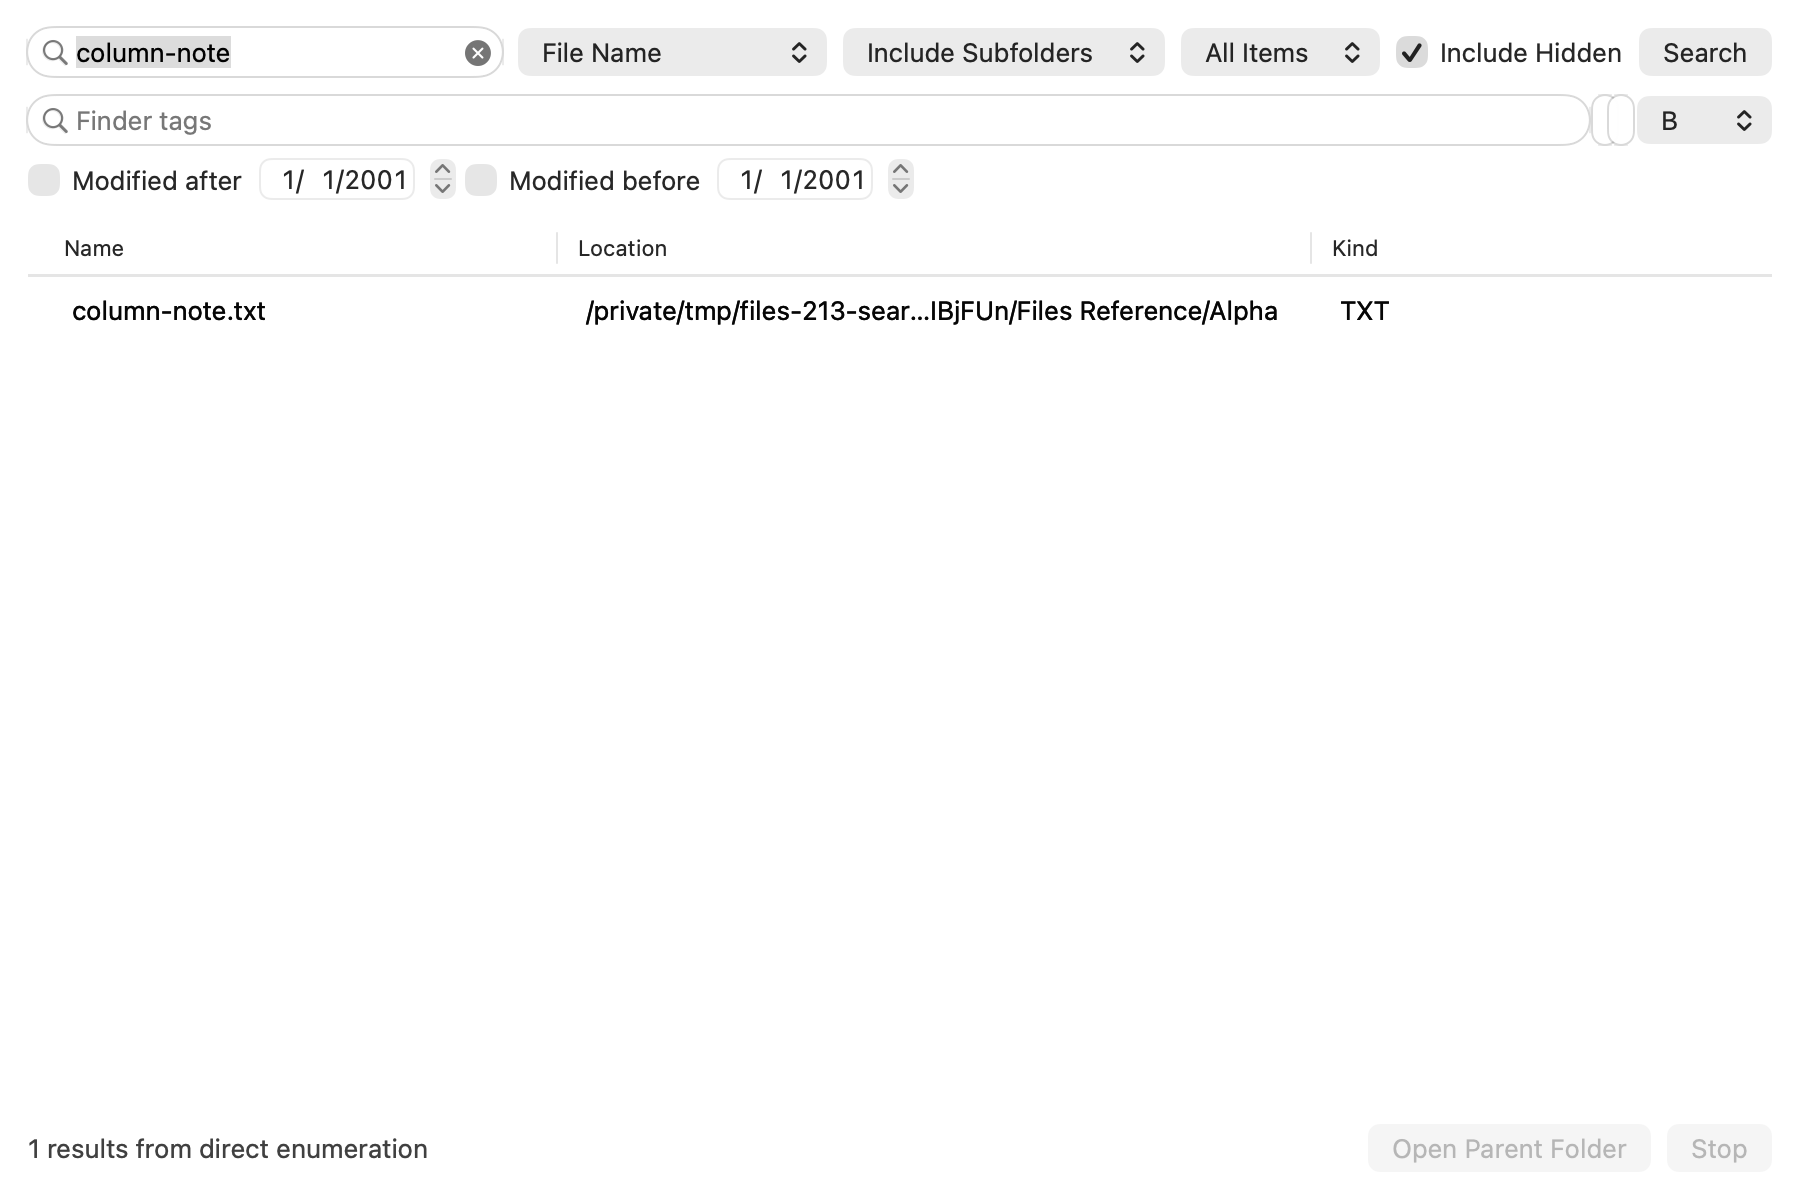 column-note File Name Include Subfolders All Items Include Hidden Search
Finder tags B
Modified after 1/ 1/2001 Modified before 1/ 1/2001
Name Location Kind
column-note.txt /private/tmp/files-213-sear...IBjFUn/Files Reference/Alpha TXT
1 results from direct enumeration Open Parent Folder Stop